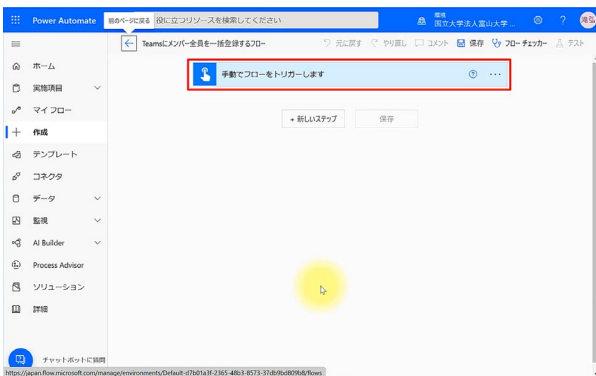 Power Automate
前のページに戻る
役に立つリソースを検索してください
環境
国立大学法人富山大学 ...
?
Teamsにメンバー全員を一括登録するフロー
元に戻す
やり直し
コメント
保存
フロー チェッカー
テスト
ホーム
実施項目
マイ フロー
作成
テンプレート
コネクタ
データ
監視
AI Builder
Process Advisor
ソリューション
詳細
手動でフローをトリガーします
+ 新しいステップ
保存
チャットボットに質問
https://japan.flow.microsoft.com/manage/environments/Default-d7b01a3f-2365-48b3-8573-37db9bd809b8/flows